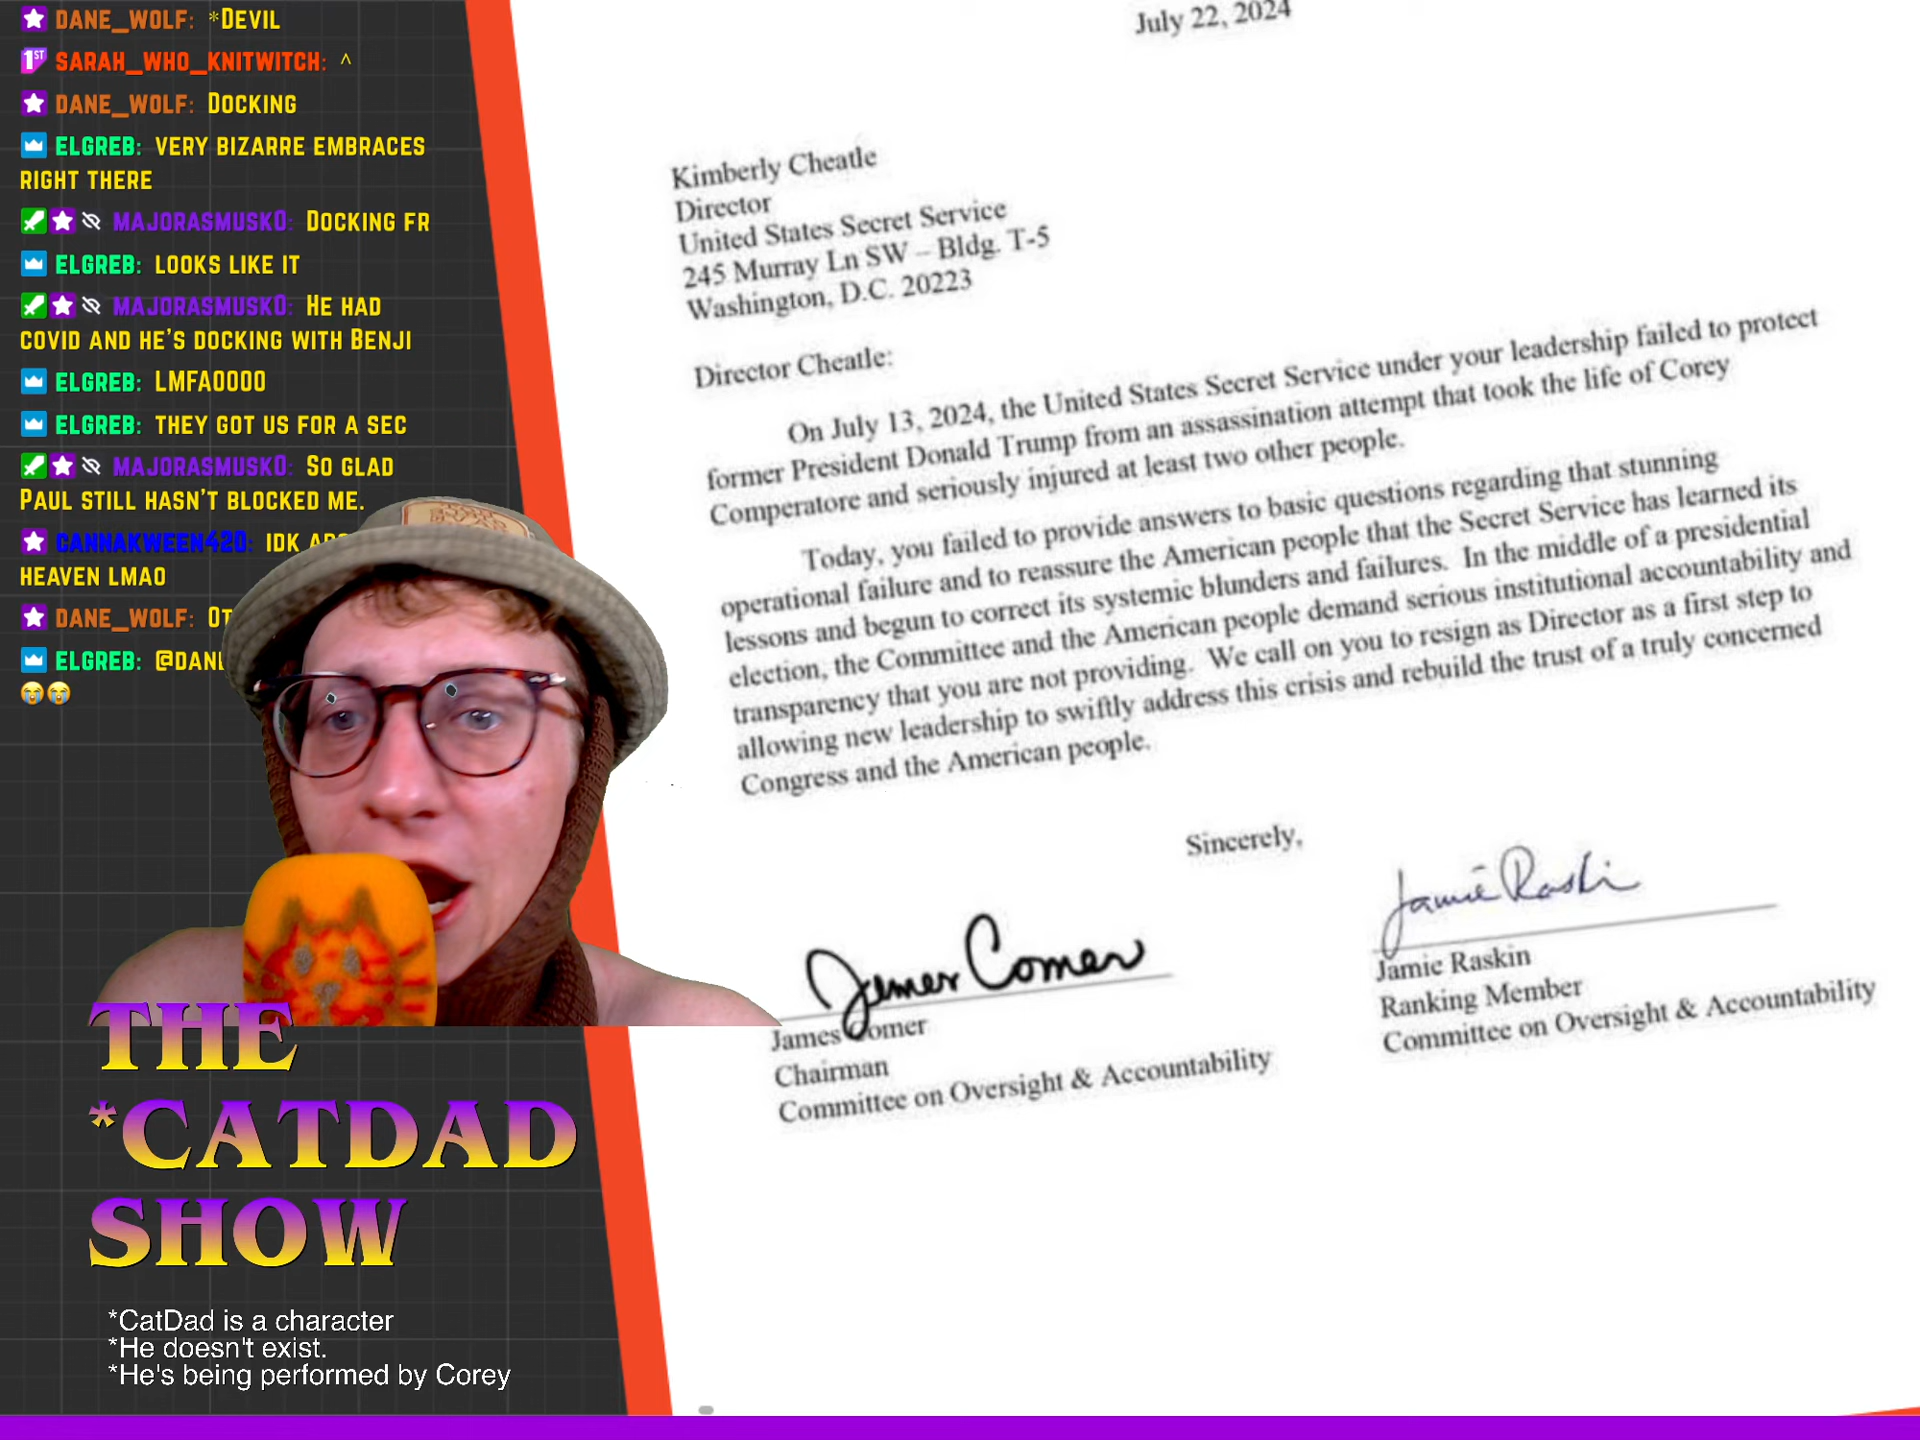 DANE_WOLF: *DEVIL
1ST SARAH_WHO_KNITWITCH: ^
DANE_WOLF: DOCKING
ELGREB: VERY BIZARRE EMBRACES
RIGHT THERE
MAJORASMUSK0: DOCKING FR
ELGREB: LOOKS LIKE IT
MAJORASMUSK0: HE HAD
COVID AND HE'S DOCKING WITH BENJI
ELGREB: LMFAOOOO
ELGREB: THEY GOT US FOR A SEC
MAJORASMUSK0: SO GLAD
PAUL STILL HASN'T BLOCKED ME.
CANNAKWEEN420: IDK
HEAVEN LMAO
DANE_WOLF:
ELGREB:
😭😭
THE
*CATDAD
SHOW
*CatDad is a character
*He doesn't exist.
*He's being performed by Corey
July 22, 2024
Kimberly Cheatle
Director
United States Secret Service
245 Murray Ln SW – Bldg. T-5
Washington, D.C. 20223
Director Cheatle:
On July 13, 2024, the United States Secret Service under your leadership failed to protect
former President Donald Trump from an assassination attempt that took the life of Corey
Comperatore and seriously injured at least two other people.
Today, you failed to provide answers to basic questions regarding that stunning
operational failure and to reassure the American people that the Secret Service has learned its
lessons and begun to correct its systemic blunders and failures. In the middle of a presidential
election, the Committee and the American people demand serious institutional accountability and
transparency that you are not providing. We call on you to resign as Director as a first step to
allowing new leadership to swiftly address this crisis and rebuild the trust of a truly concerned
Congress and the American people.
Sincerely,
James Comer
Jamie Raskin
James Comer
Chairman
Committee on Oversight & Accountability
Jamie Raskin
Ranking Member
Committee on Oversight & Accountability